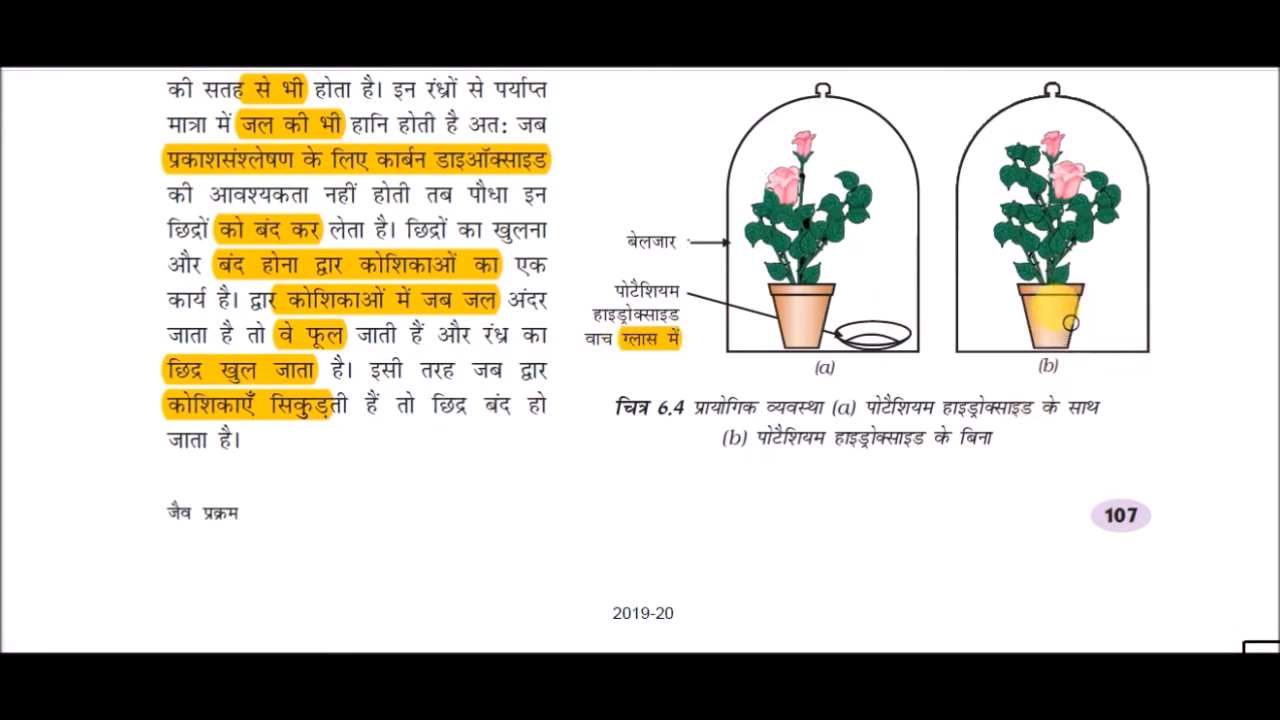 की सतह से भी होता है। इन रंध्रों से पर्याप्त
मात्रा में जल की भी हानि होती है अत: जब
प्रकाशसंश्लेषण के लिए कार्बन डाइऑक्साइड
की आवश्यकता नहीं होती तब पौधा इन
छिद्रों को बंद कर लेता है। छिद्रों का खुलना
और बंद होना द्वार कोशिकाओं का एक
कार्य है। द्वार कोशिकाओं में जब जल अंदर
जाता है तो वे फूल जाती हैं और रंध्र का
छिद्र खुल जाता है। इसी तरह जब द्वार
कोशिकाएँ सिकुड़ती हैं तो छिद्र बंद हो
जाता है।
बेलजार
पोटैशियम
हाइड्रोक्साइड
वाच ग्लास में
(a)
(b)
चित्र 6.4 प्रायोगिक व्यवस्था (a) पोटैशियम हाइड्रोक्साइड के साथ
(b) पोटैशियम हाइड्रोक्साइड के बिना
जैव प्रक्रम
107
2019-20